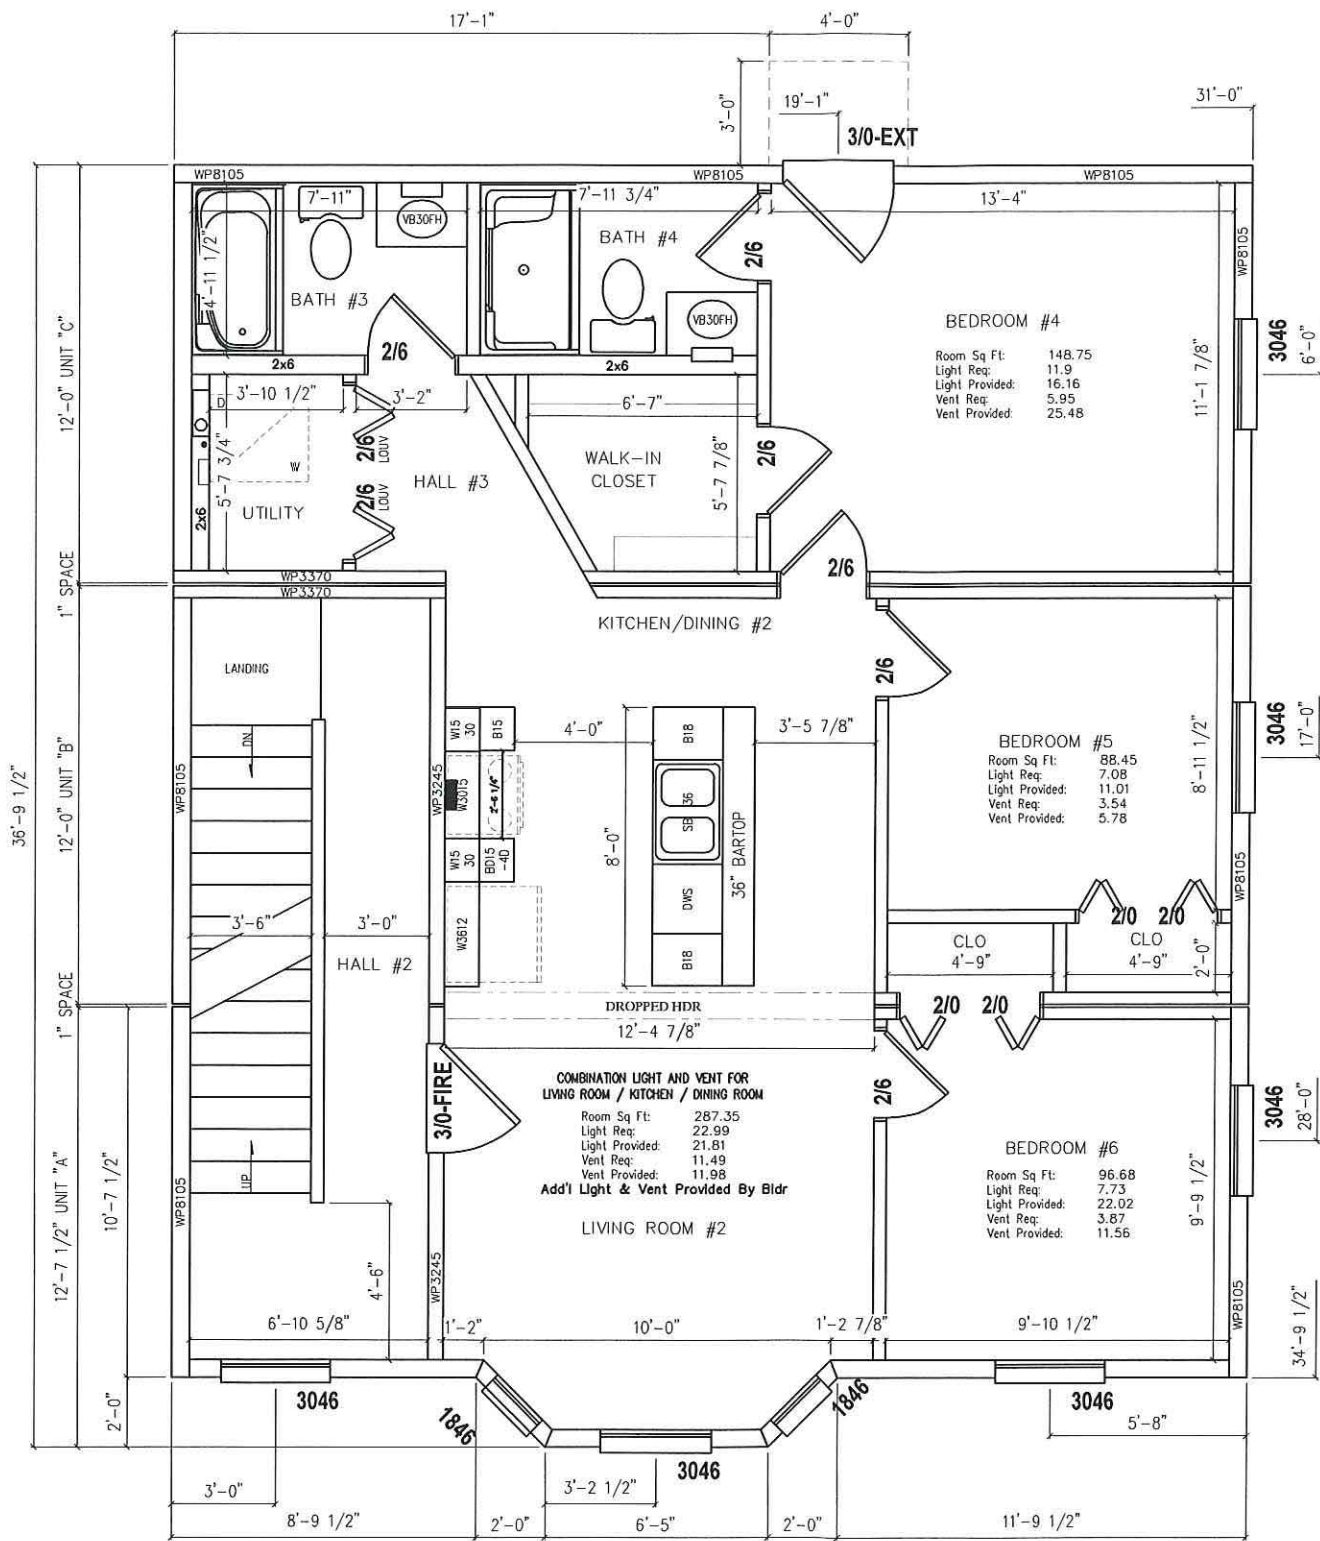 17'-1"
4'-0"
3'-0"
19'-1"
31'-0"
3/0-EXT
WP8105
WP8105
WP8105
7'-11"
7'-11 3/4"
13'-4"
VB30FH
4'-11 1/2"
BATH #3
BATH #4
2/6
VB30FH
WP8105
BEDROOM #4
Room Sq Ft: 148.75
Light Req: 11.9
Light Provided: 16.16
Vent Req: 5.95
Vent Provided: 25.48
3046
6'-0"
11'-1 7/8"
2/6
2x6
2x6
12'-0" UNIT "C"
D
3'-10 1/2"
3'-2"
6'-7"
2/6
LOUV
2/6
LOUV
W
5'-7 3/4"
2x6
UTILITY
HALL #3
WALK-IN
CLOSET
5'-7 7/8"
2/6
2/6
1" SPACE
WP3370
WP3370
KITCHEN/DINING #2
LANDING
2/6
DN
W15
30
B15
4'-0"
B18
3'-5 7/8"
BEDROOM #5
Room Sq Ft: 88.45
Light Req: 7.08
Light Provided: 11.01
Vent Req: 3.54
Vent Provided: 5.78
3046
17'-0"
8'-11 1/2"
36'-9 1/2"
12'-0" UNIT "B"
WP8105
WP3245
W3015
2'-6 1/4"
SB 36
8'-0"
36" BARTOP
W15
30
BD15
-4D
DWS
WP8105
W3612
B18
3'-6"
3'-0"
HALL #2
2/0
2/0
CLO
4'-9"
CLO
4'-9"
2'-0"
1" SPACE
DROPPED HDR
12'-4 7/8"
2/0
2/0
3/0-FIRE
COMBINATION LIGHT AND VENT FOR
LIVING ROOM / KITCHEN / DINING ROOM
Room Sq Ft: 287.35
Light Req: 22.99
Light Provided: 21.81
Vent Req: 11.49
Vent Provided: 11.98
Add'l Light & Vent Provided By Bldr
LIVING ROOM #2
2/6
BEDROOM #6
Room Sq Ft: 96.68
Light Req: 7.73
Light Provided: 22.02
Vent Req: 3.87
Vent Provided: 11.56
3046
28'-0"
9'-9 1/2"
12'-7 1/2" UNIT "A"
10'-7 1/2"
WP8105
UP
4'-6"
WP3245
WP8105
34'-9 1/2"
6'-10 5/8"
1'-2"
10'-0"
1'-2 7/8"
9'-10 1/2"
2'-0"
3046
1846
3046
1846
3046
5'-8"
3'-0"
3'-2 1/2"
8'-9 1/2"
2'-0"
6'-5"
2'-0"
11'-9 1/2"